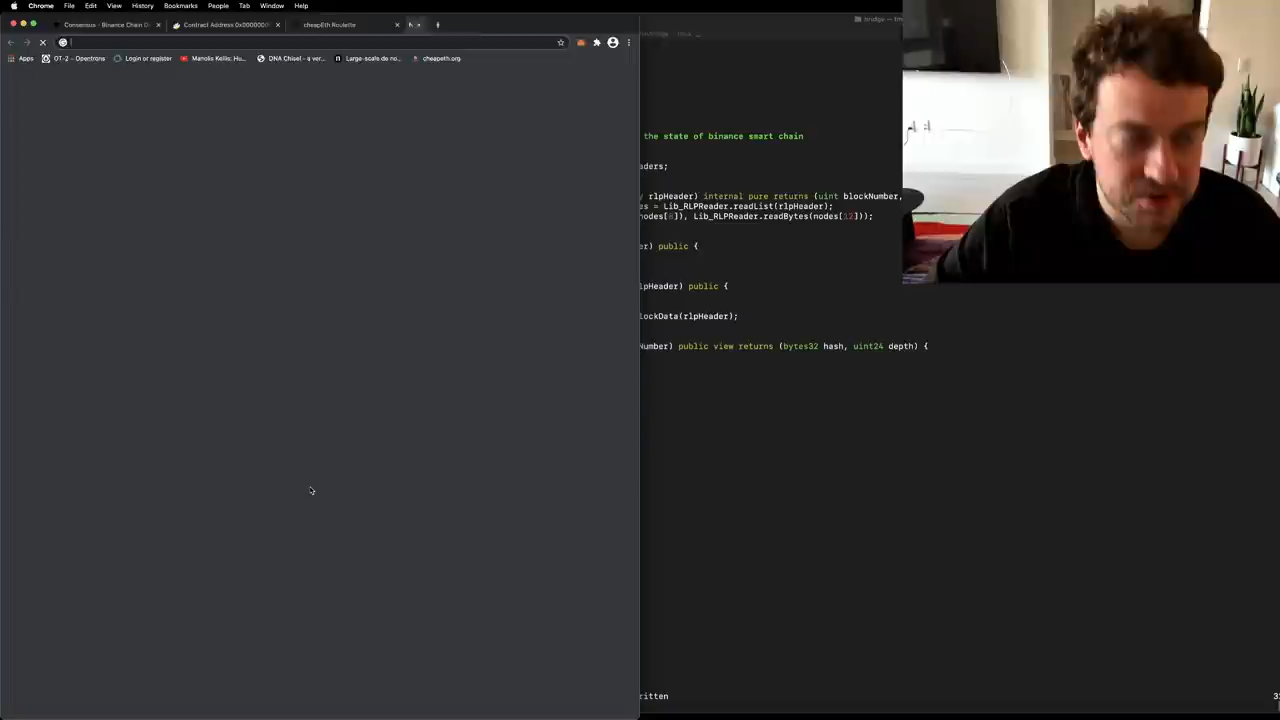 Chrome File Edit View History Bookmarks People Tab Window Help
Consensus - Binance Chain D
Contract Address 0x000000
cheapEth Roulette
bridge — tm
Apps OT-2 – Opentrons Login or register Manolis Kellis: Hu... DNA Chisel – a ver... Large-scale de no... cheapeth.org
the state of binance smart chain
aders;
rlpHeader) internal pure returns (uint blockNumber,
s = Lib_RLPReader.readList(rlpHeader);
nodes[8]), Lib_RLPReader.readBytes(nodes[12]));
er) public {
lpHeader) public {
lockData(rlpHeader);
Number) public view returns (bytes32 hash, uint24 depth) {
ritten